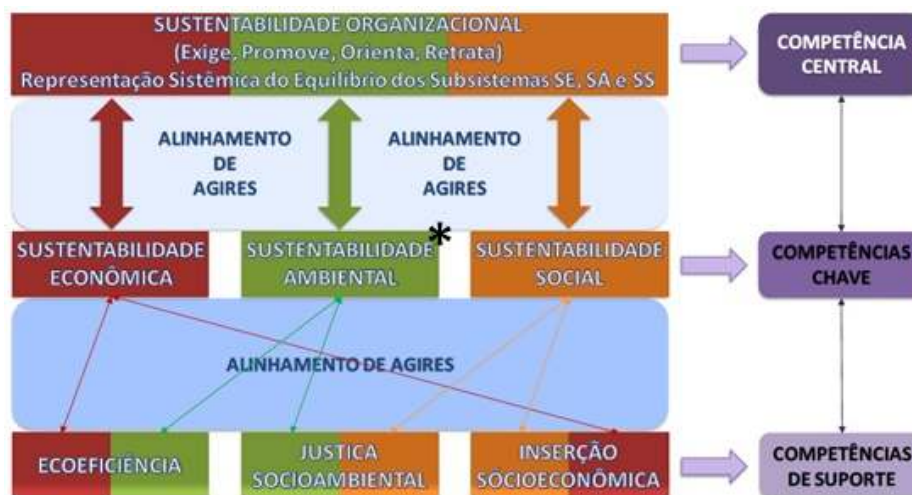 SUSTENTABILIDADE ORGANIZACIONAL
(Exige, Promove, Orienta, Retrata)
Representação Sistêmica do Equilíbrio dos Subsistemas SE, SA e SS
COMPETÊNCIA
CENTRAL
ALINHAMENTO
DE
AGIRES
ALINHAMENTO
DE
AGIRES
SUSTENTABILIDADE
ECONÔMICA
SUSTENTABILIDADE
AMBIENTAL
*
SUSTENTABILIDADE
SOCIAL
COMPETÊNCIAS
CHAVE
ALINHAMENTO DE AGIRES
ECOEFICIÊNCIA
JUSTIÇA
SOCIOAMBIENTAL
INSERÇÃO
SÓCIOECONÔMICA
COMPETÊNCIAS
DE SUPORTE